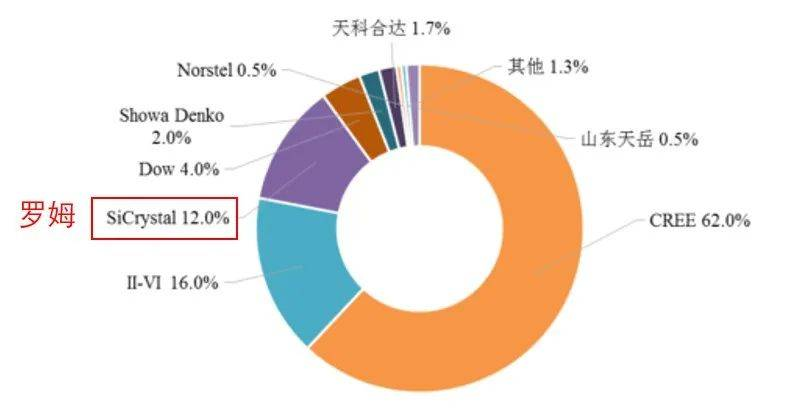 天科合达 1.7%
Norstel 0.5%
其他 1.3%
Showa Denko
2.0%
山东天岳 0.5%
Dow 4.0%
罗姆
SiCrystal 12.0%
CREE 62.0%
II-VI 16.0%